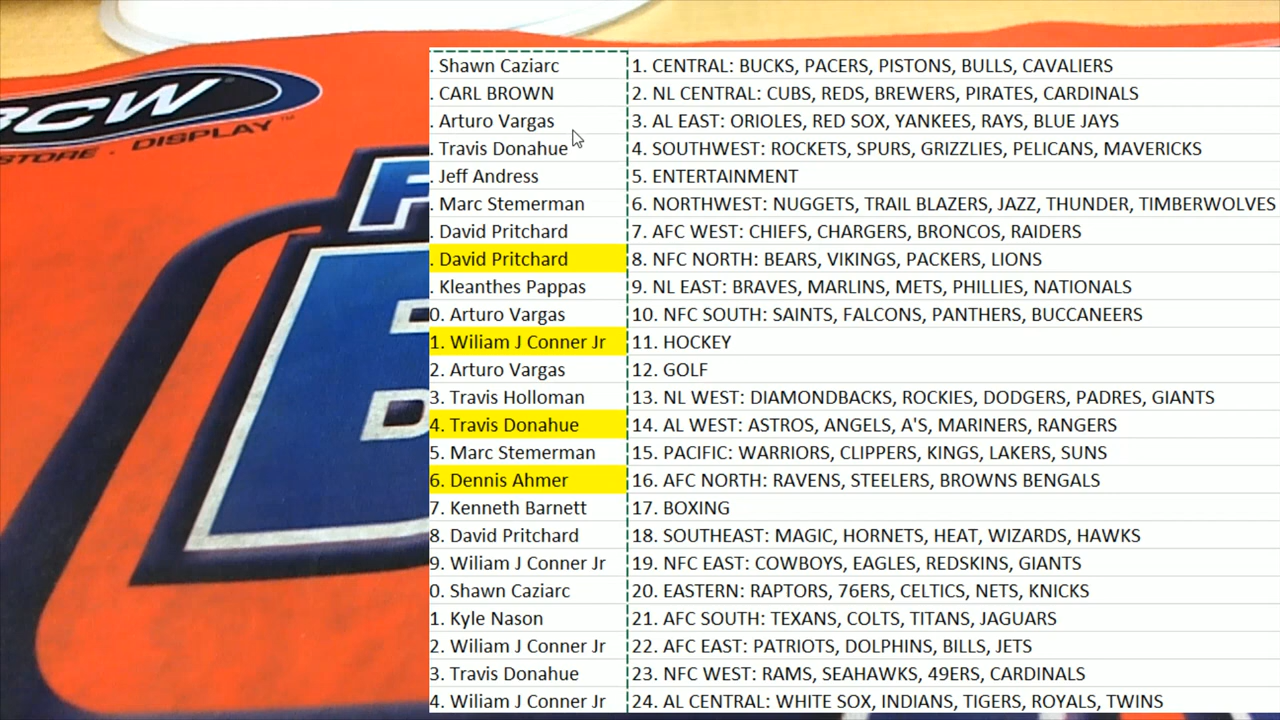 BCW
STORE . DISPLAY™
. Shawn Caziarc 1. CENTRAL: BUCKS, PACERS, PISTONS, BULLS, CAVALIERS
. CARL BROWN 2. NL CENTRAL: CUBS, REDS, BREWERS, PIRATES, CARDINALS
. Arturo Vargas 3. AL EAST: ORIOLES, RED SOX, YANKEES, RAYS, BLUE JAYS
. Travis Donahue 4. SOUTHWEST: ROCKETS, SPURS, GRIZZLIES, PELICANS, MAVERICKS
. Jeff Andress 5. ENTERTAINMENT
. Marc Stemerman 6. NORTHWEST: NUGGETS, TRAIL BLAZERS, JAZZ, THUNDER, TIMBERWOLVES
. David Pritchard 7. AFC WEST: CHIEFS, CHARGERS, BRONCOS, RAIDERS
. David Pritchard 8. NFC NORTH: BEARS, VIKINGS, PACKERS, LIONS
. Kleanthes Pappas 9. NL EAST: BRAVES, MARLINS, METS, PHILLIES, NATIONALS
0. Arturo Vargas 10. NFC SOUTH: SAINTS, FALCONS, PANTHERS, BUCCANEERS
1. Wiliam J Conner Jr 11. HOCKEY
2. Arturo Vargas 12. GOLF
3. Travis Holloman 13. NL WEST: DIAMONDBACKS, ROCKIES, DODGERS, PADRES, GIANTS
4. Travis Donahue 14. AL WEST: ASTROS, ANGELS, A'S, MARINERS, RANGERS
5. Marc Stemerman 15. PACIFIC: WARRIORS, CLIPPERS, KINGS, LAKERS, SUNS
6. Dennis Ahmer 16. AFC NORTH: RAVENS, STEELERS, BROWNS BENGALS
7. Kenneth Barnett 17. BOXING
8. David Pritchard 18. SOUTHEAST: MAGIC, HORNETS, HEAT, WIZARDS, HAWKS
9. Wiliam J Conner Jr 19. NFC EAST: COWBOYS, EAGLES, REDSKINS, GIANTS
0. Shawn Caziarc 20. EASTERN: RAPTORS, 76ERS, CELTICS, NETS, KNICKS
1. Kyle Nason 21. AFC SOUTH: TEXANS, COLTS, TITANS, JAGUARS
2. Wiliam J Conner Jr 22. AFC EAST: PATRIOTS, DOLPHINS, BILLS, JETS
3. Travis Donahue 23. NFC WEST: RAMS, SEAHAWKS, 49ERS, CARDINALS
4. Wiliam J Conner Jr 24. AL CENTRAL: WHITE SOX, INDIANS, TIGERS, ROYALS, TWINS